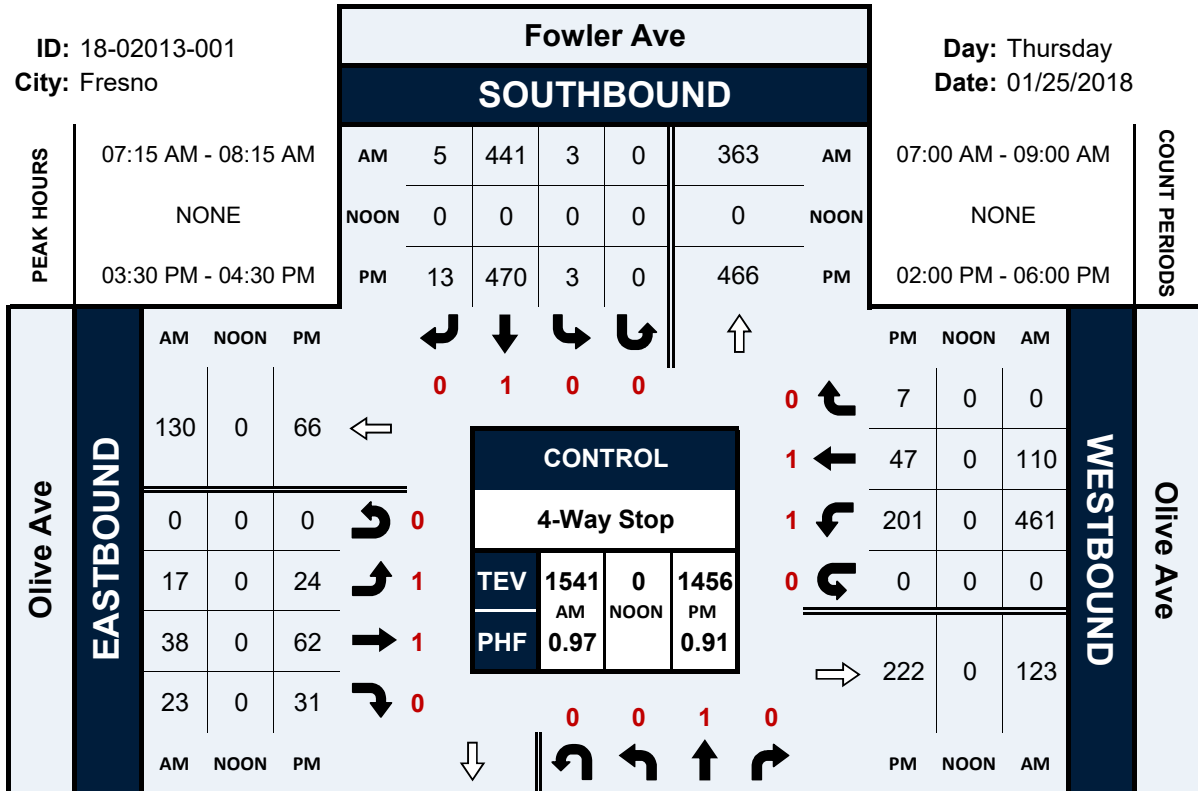 ID: 18-02013-001
City: Fresno
Fowler Ave
SOUTHBOUND
Day: Thursday
Date: 01/25/2018
PEAK HOURS
07:15 AM - 08:15 AM
NONE
03:30 PM - 04:30 PM
AM 5 441 3 0 363 AM
NOON 0 0 0 0 0 NOON
PM 13 470 3 0 466 PM
07:00 AM - 09:00 AM
NONE
02:00 PM - 06:00 PM
COUNT PERIODS
0 1 0 0
Olive Ave
EASTBOUND
AM NOON PM
130 0 66
0 0 0 0
17 0 24 1
38 0 62 1
23 0 31 0
AM NOON PM
CONTROL
4-Way Stop
TEV 1541 0 1456
AM NOON PM
PHF 0.97 0.91
PM NOON AM
0 7 0 0
1 47 0 110
1 201 0 461
0 0 0 0
222 0 123
PM NOON AM
WESTBOUND
Olive Ave
0 0 1 0